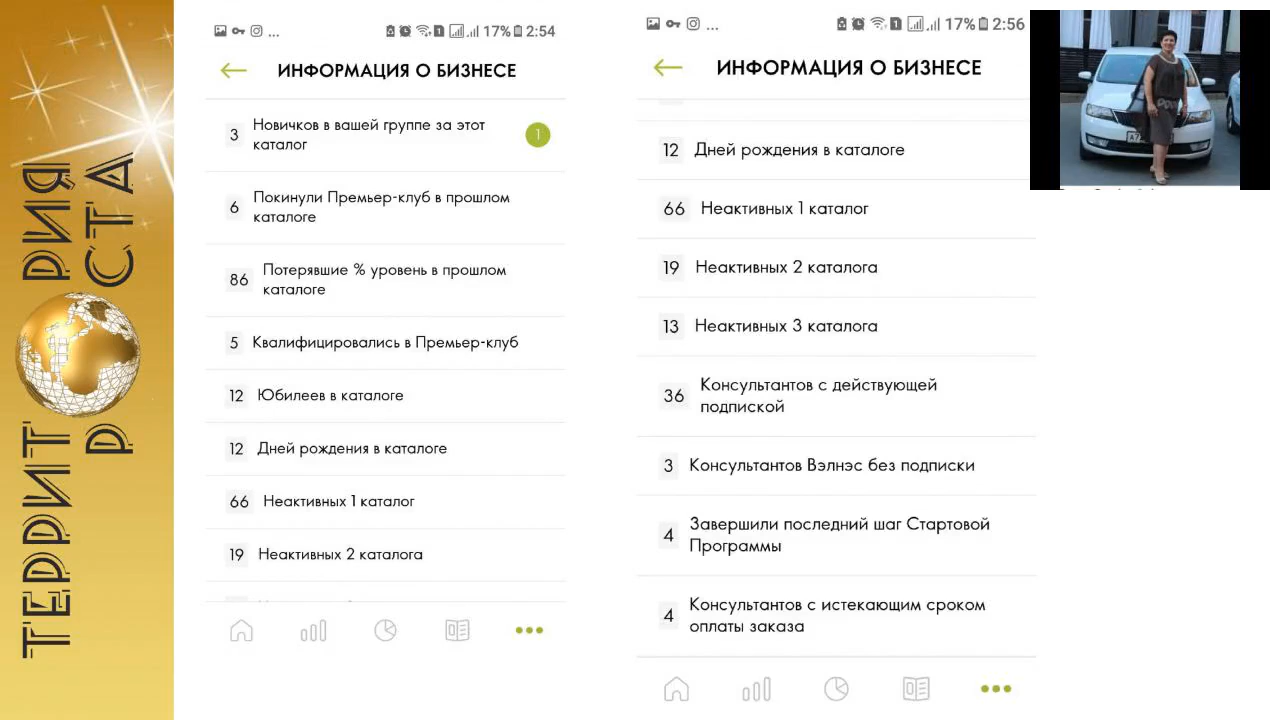 ТЕРРИТ РИЯ
Р СТА
... 17% 2:54
ИНФОРМАЦИЯ О БИЗНЕСЕ
3 Новичков в вашей группе за этот
каталог
1
6 Покинули Премьер-клуб в прошлом
каталоге
86 Потерявшие % уровень в прошлом
каталоге
5 Квалифицировались в Премьер-клуб
12 Юбилеев в каталоге
12 Дней рождения в каталоге
66 Неактивных 1 каталог
19 Неактивных 2 каталога
... 17% 2:56
ИНФОРМАЦИЯ О БИЗНЕСЕ
12 Дней рождения в каталоге
66 Неактивных 1 каталог
19 Неактивных 2 каталога
13 Неактивных 3 каталога
36 Консультантов с действующей
подпиской
3 Консультантов Вэлнэс без подписки
4 Завершили последний шаг Стартовой
Программы
4 Консультантов с истекающим сроком
оплаты заказа